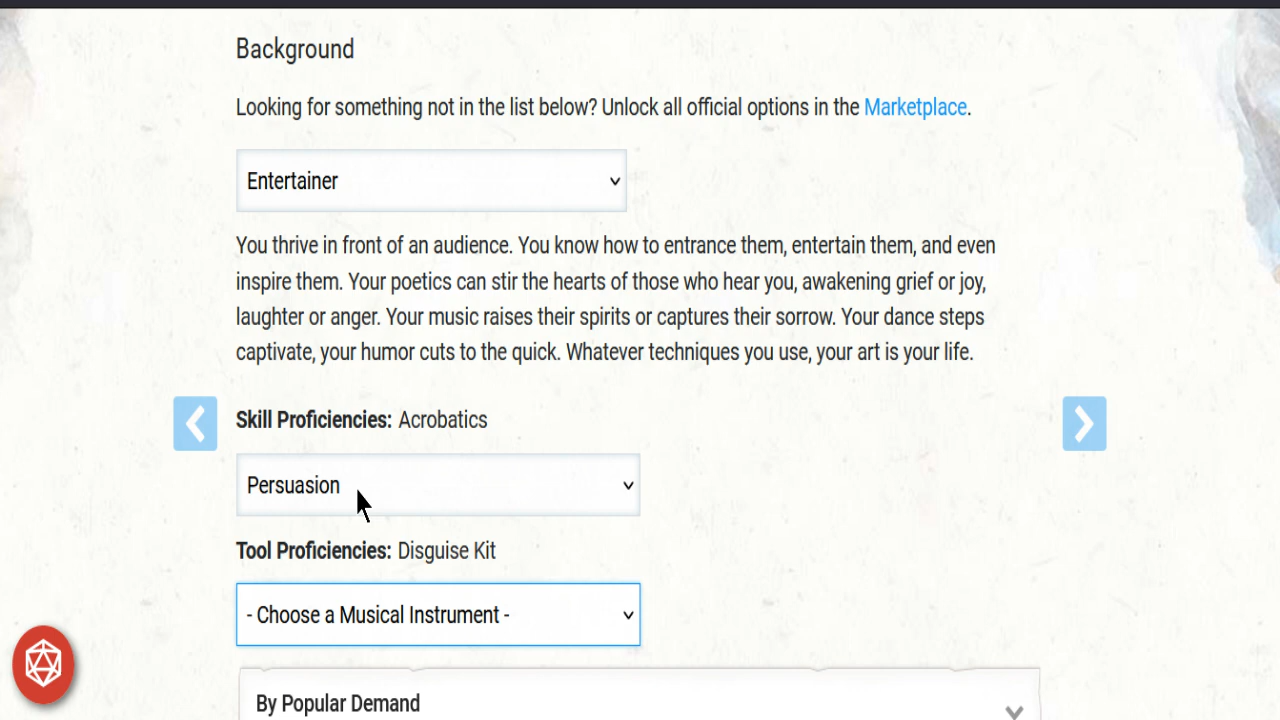 Background
Looking for something not in the list below? Unlock all official options in the Marketplace.
Entertainer
You thrive in front of an audience. You know how to entrance them, entertain them, and even
inspire them. Your poetics can stir the hearts of those who hear you, awakening grief or joy,
laughter or anger. Your music raises their spirits or captures their sorrow. Your dance steps
captivate, your humor cuts to the quick. Whatever techniques you use, your art is your life.
Skill Proficiencies: Acrobatics
Persuasion
Tool Proficiencies: Disguise Kit
- Choose a Musical Instrument -
By Popular Demand